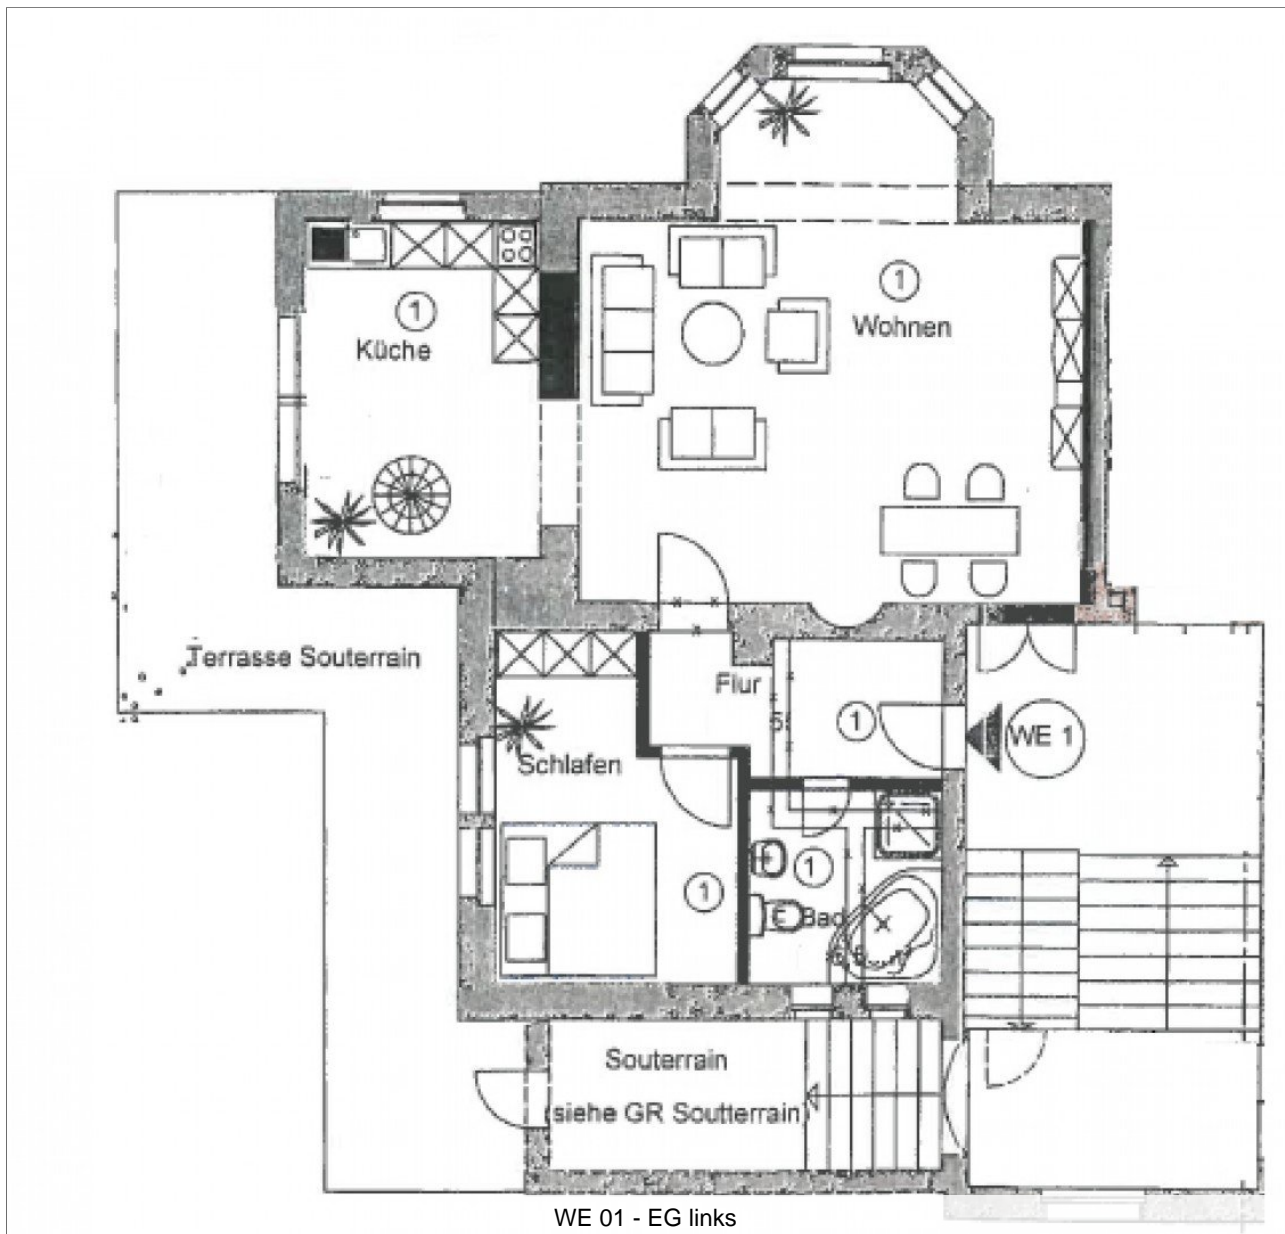 1
Wohnen
1
Küche
Terrasse Souterrain
Flur
1
WE 1
Schlafen
1
1
Bad
Souterrain
(siehe GR Soutterrain)
WE 01 - EG links